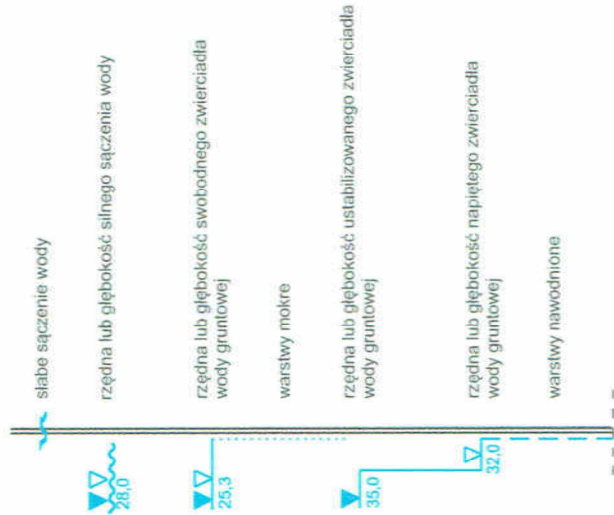 słabe sączenie wody
28,0
rzędna lub głębokość silnego sączenia wody
25,3
rzędna lub głębokość swobodnego zwierciadła
wody gruntowej
warstwy mokre
35,0
rzędna lub głębokość ustabilizowanego zwierciadła
wody gruntowej
32,0
rzędna lub głębokość napiętego zwierciadła
wody gruntowej
warstwy nawodnione